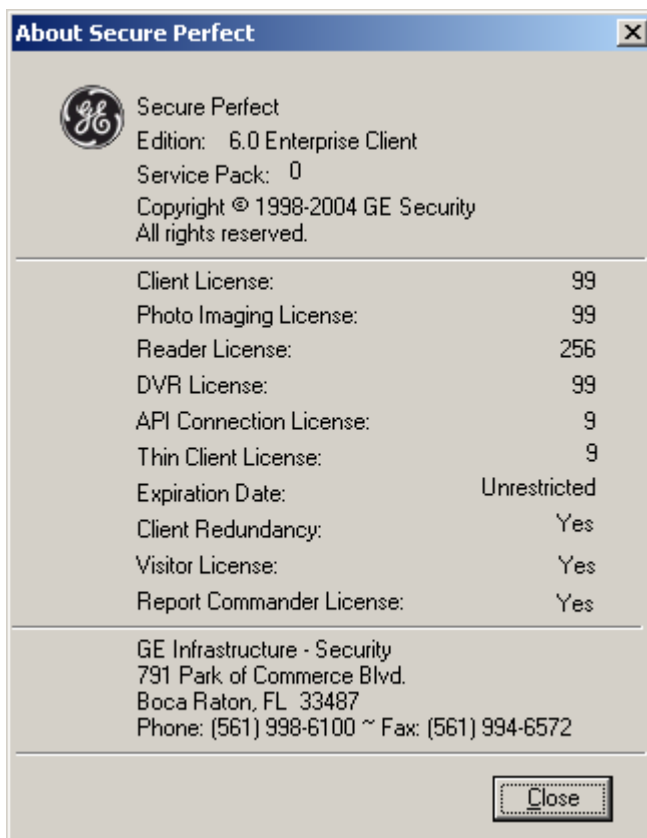 About Secure Perfect
GE
Secure Perfect
Edition: 6.0 Enterprise Client
Service Pack: 0
Copyright © 1998-2004 GE Security
All rights reserved.
Client License: 99
Photo Imaging License: 99
Reader License: 256
DVR License: 99
API Connection License: 9
Thin Client License: 9
Expiration Date: Unrestricted
Client Redundancy: Yes
Visitor License: Yes
Report Commander License: Yes
GE Infrastructure - Security
791 Park of Commerce Blvd.
Boca Raton, FL 33487
Phone: (561) 998-6100 ~ Fax: (561) 994-6572
Close